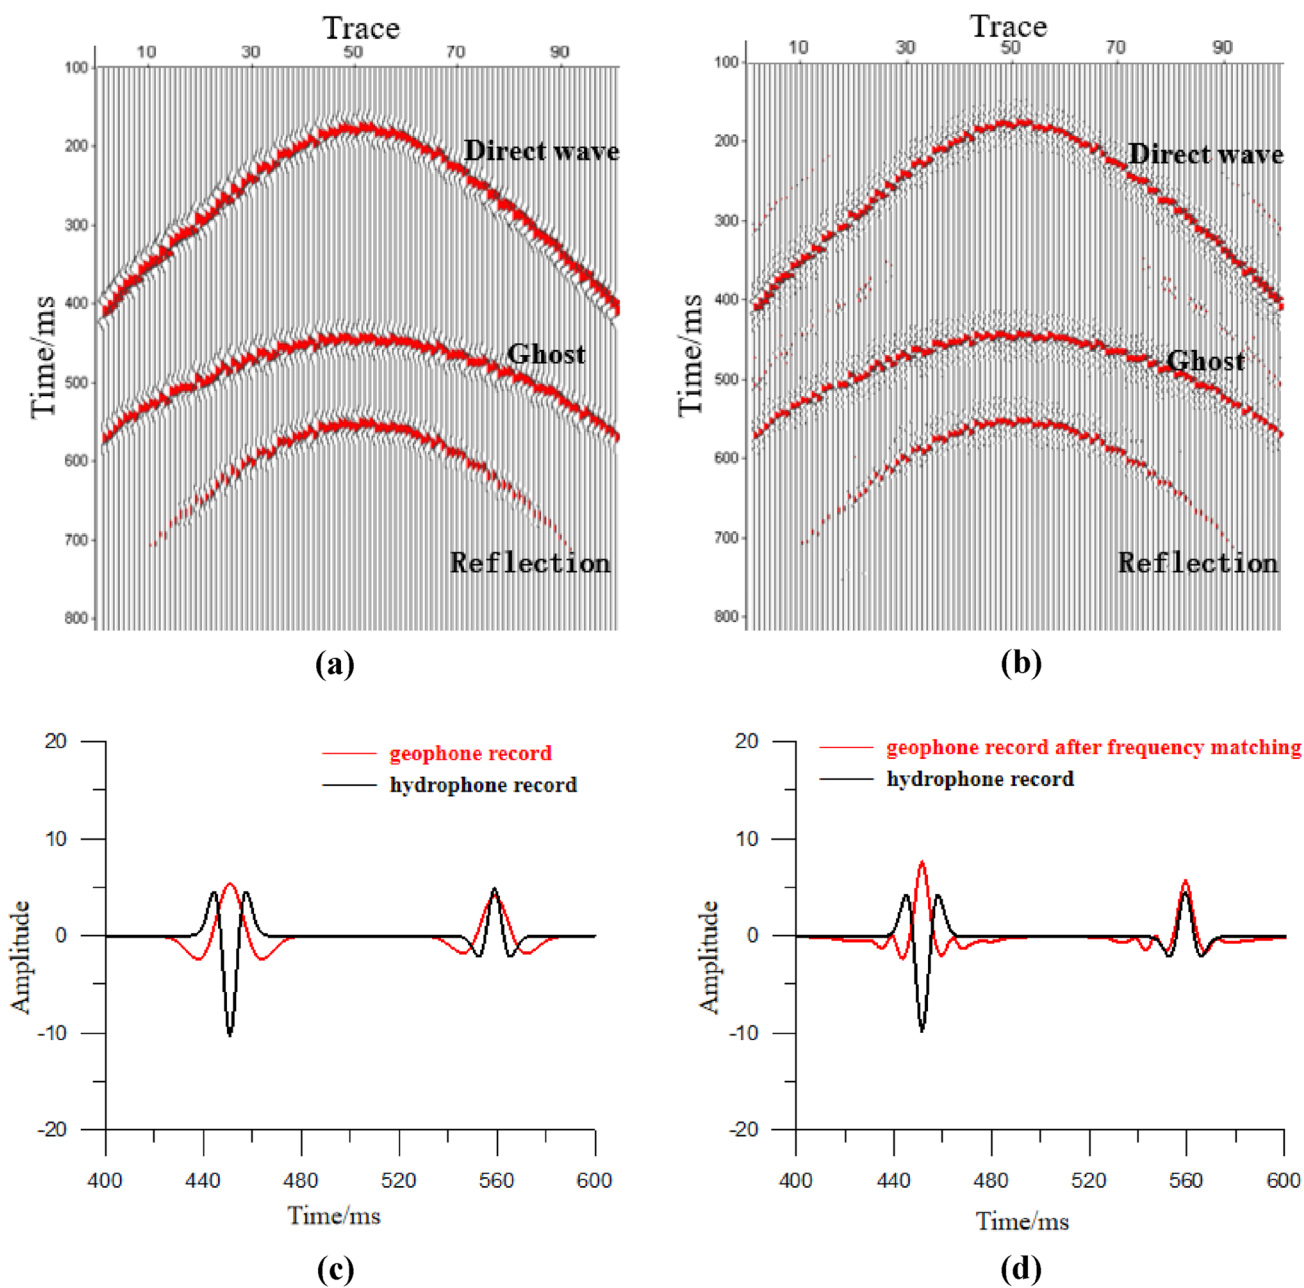 Trace
10 30 50 70 90
100
200
300
400
500
600
700
800
Time/ms
Direct wave
Ghost
Reflection
(a)
Trace
10 30 50 70 90
100
200
300
400
500
600
700
800
Time/ms
Direct wave
Ghost
Reflection
(b)
20
10
0
-10
-20
Amplitude
geophone record
hydrophone record
400 440 480 520 560 600
Time/ms
(c)
20
10
0
-10
-20
Amplitude
geophone record after frequency matching
hydrophone record
400 440 480 520 560 600
Time/ms
(d)